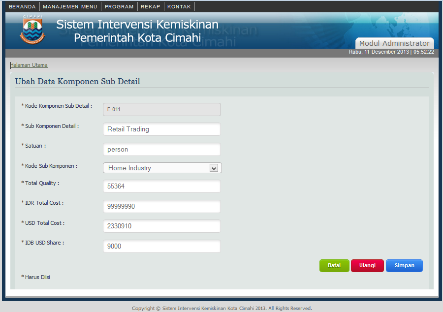 BERANDA MANAJEMEN MENU PROGRAM REKAP KONTAK
Sistem Intervensi Kemiskinan
Pemerintah Kota Cimahi
Modul Administrator
Rabu, 11 Desember 2013 | 05:52:22
Halaman Utama
Ubah Data Komponen Sub Detail
* Kode Komponen Sub Detail :
* Sub Komponen Detail : Retail Trading
* Satuan : person
* Kode Sub Komponen : Home Industry
* Total Quality : 55364
* IDR Total Cost : 99999990
* USD Total Cost : 2330910
* IDB USD Share : 9000
Batal Ulangi Simpan
* Harus Diisi
Copyright © Sistem Intervensi Kemiskinan Kota Cimahi 2013. All Rights Reserved.